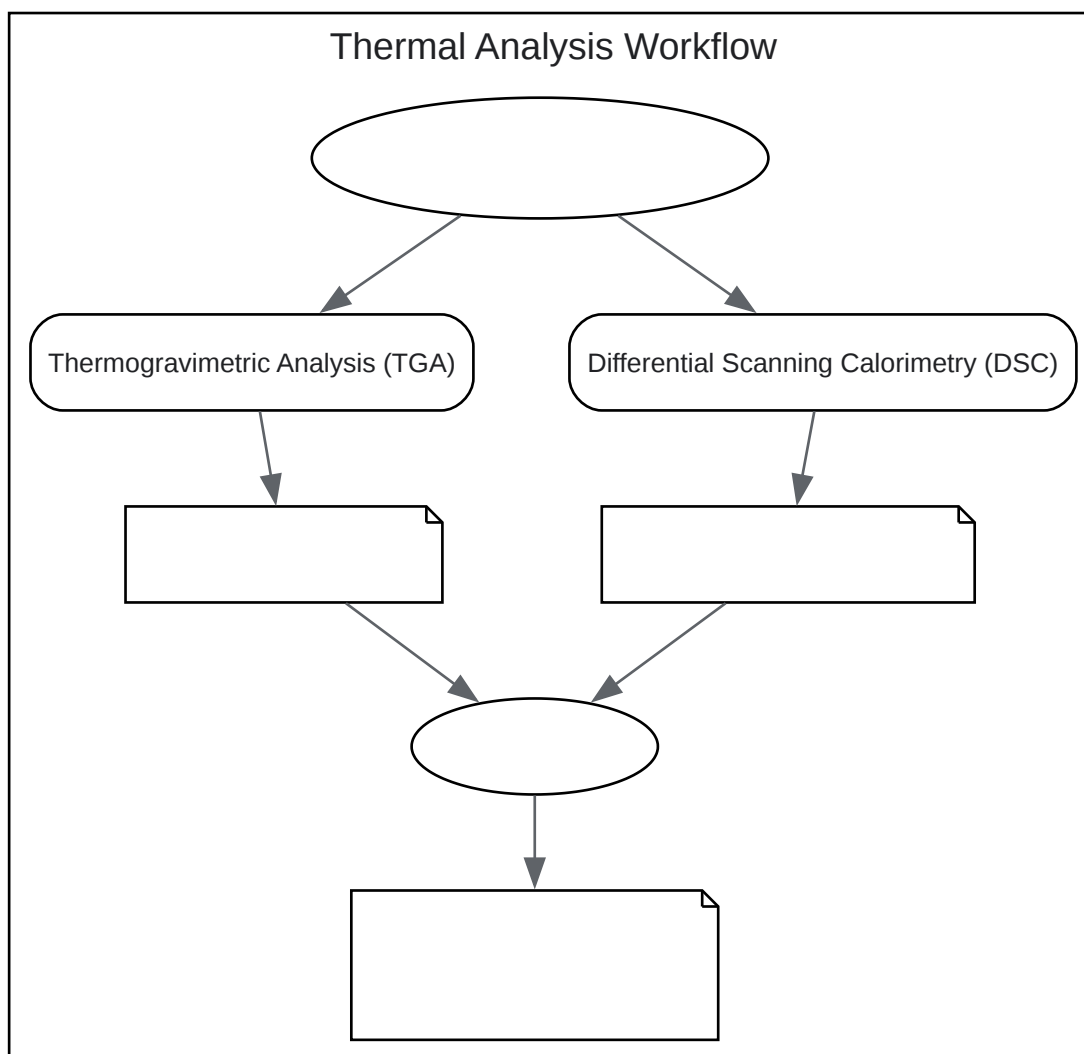 Thermal Analysis Workflow
Thermogravimetric Analysis (TGA)
Differential Scanning Calorimetry (DSC)